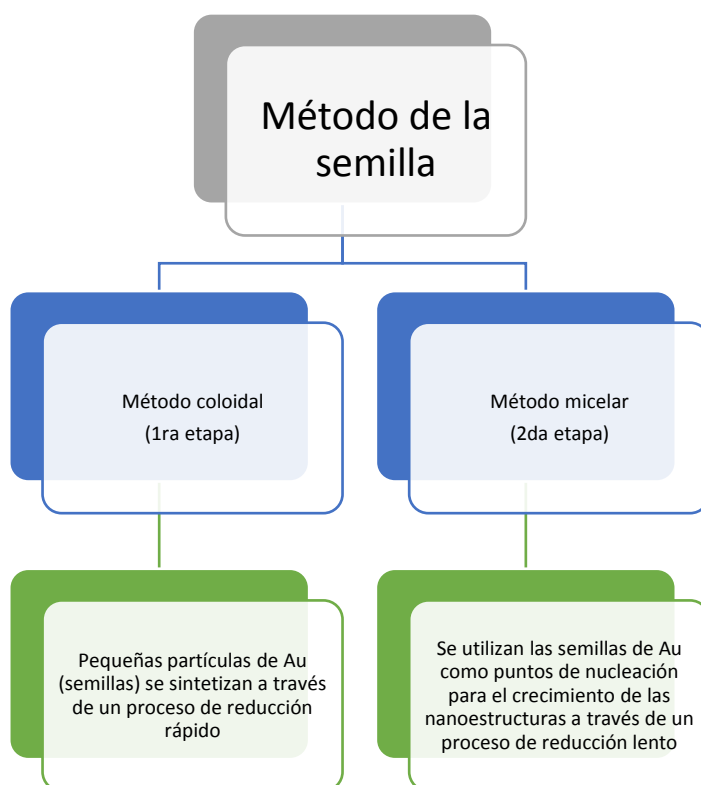 Método de la
semilla
Método coloidal
(1ra etapa)
Método micelar
(2da etapa)
Pequeñas partículas de Au
(semillas) se sintetizan a través
de un proceso de reducción
rápido
Se utilizan las semillas de Au
como puntos de nucleación
para el crecimiento de las
nanoestructuras a través de un
proceso de reducción lento